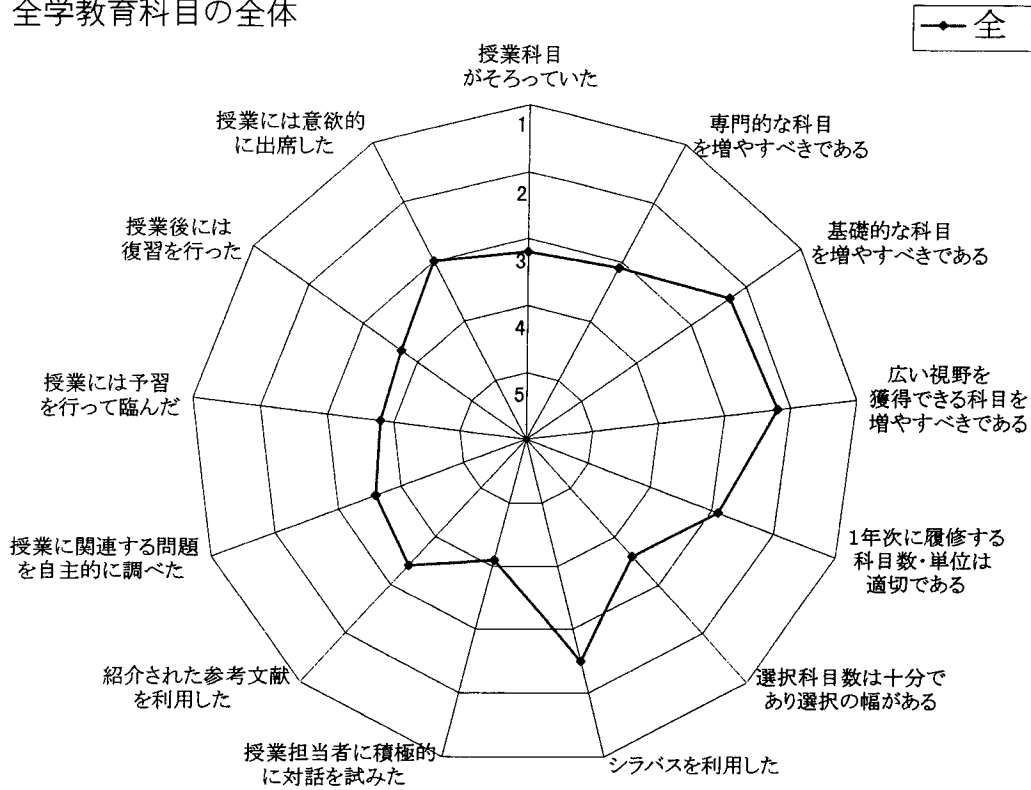 全学教育科目の全体
全
授業科目
がそろっていた
専門的な科目
を増やすべきである
基礎的な科目
を増やすべきである
広い視野を
獲得できる科目を
増やすべきである
1年次に履修する
科目数・単位は
適切である
選択科目数は十分で
あり選択の幅がある
シラバスを利用した
授業担当者に積極的
に対話を試みた
紹介された参考文献
を利用した
授業に関連する問題
を自主的に調べた
授業には予習
を行って臨んだ
授業後には
復習を行った
授業には意欲的
に出席した
1
2
3
4
5